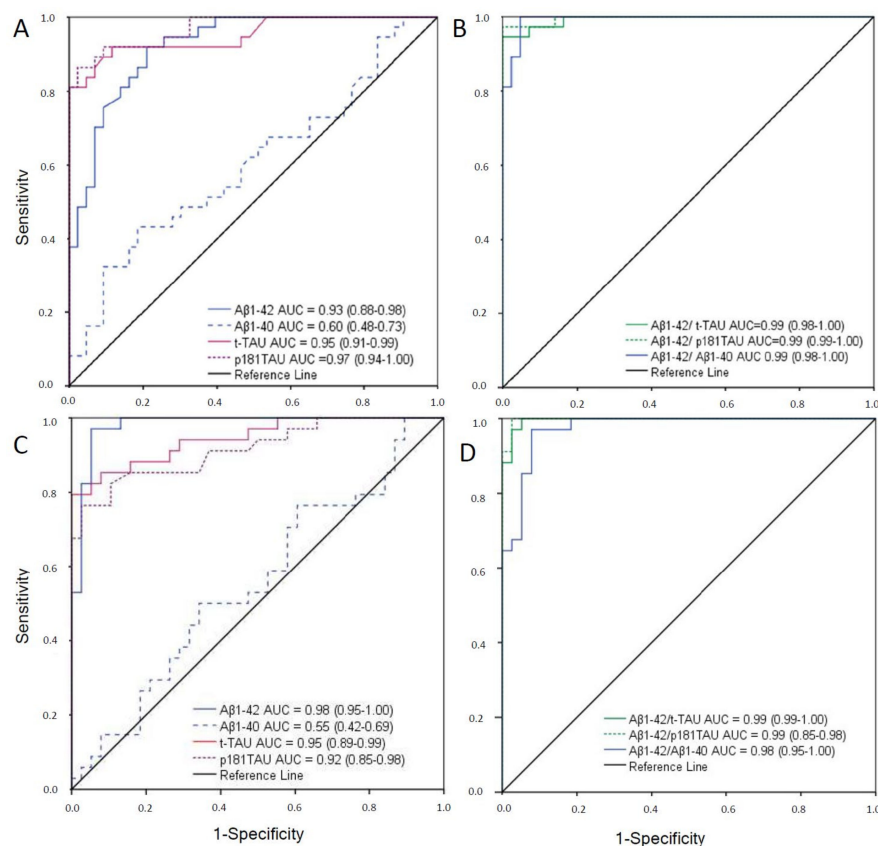 A
1.0
0.8
0.6
0.4
0.2
0.0
Sensitivity
Aβ1-42 AUC = 0.93 (0.88-0.98)
Aβ1-40 AUC = 0.60 (0.48-0.73)
t-TAU AUC = 0.95 (0.91-0.99)
p181TAU AUC =0.97 (0.94-1.00)
Reference Line
0.0 0.2 0.4 0.6 0.8 1.0
B
1.0
0.8
0.6
0.4
0.2
0.0
Aβ1-42/ t-TAU AUC=0.99 (0.98-1.00)
Aβ1-42/ p181TAU AUC=0.99 (0.99-1.00)
Aβ1-42/ Aβ1-40 AUC 0.99 (0.98-1.00)
Reference Line
0.0 0.2 0.4 0.6 0.8 1.0
C
1.0
0.8
0.6
0.4
0.2
0.0
Sensitivity
Aβ1-42 AUC = 0.98 (0.95-1.00)
Aβ1-40 AUC = 0.55 (0.42-0.69)
t-TAU AUC = 0.95 (0.89-0.99)
p181TAU AUC = 0.92 (0.85-0.98)
Reference Line
0.0 0.2 0.4 0.6 0.8 1.0
1-Specificity
D
1.0
0.8
0.6
0.4
0.2
0.0
Aβ1-42/t-TAU AUC = 0.99 (0.99-1.00)
Aβ1-42/p181TAU AUC = 0.99 (0.85-0.98)
Aβ1-42/Aβ1-40 AUC = 0.98 (0.95-1.00)
Reference Line
0.0 0.2 0.4 0.6 0.8 1.0
1-Specificity